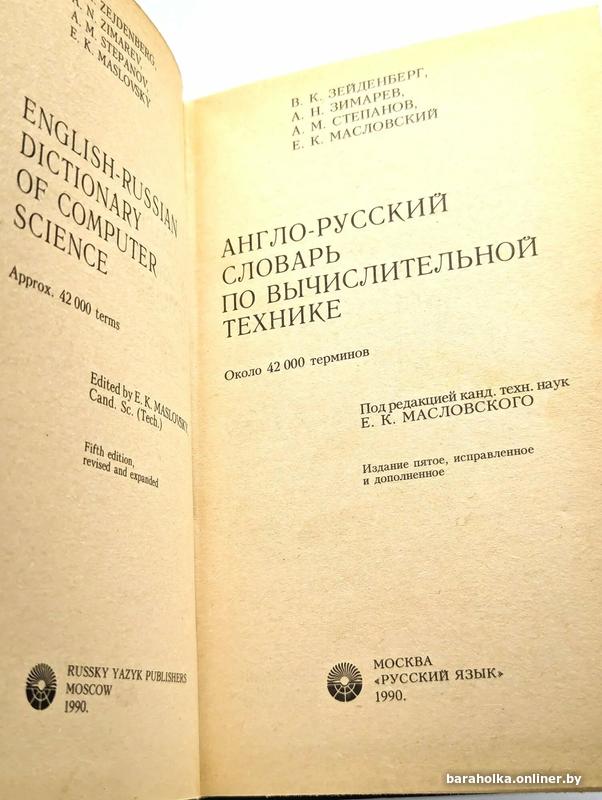 ZEJDENBERG,
N. ZIMAREV,
A. M. STEPANOV,
E. K. MASLOVSKY
ENGLISH-RUSSIAN
DICTIONARY
OF COMPUTER
SCIENCE
Approx. 42 000 terms
Edited by E. K. MASLOVSKY,
Cand. Sc. (Tech.)
Fifth edition,
revised and expanded
RUSSKY YAZYK PUBLISHERS
MOSCOW
1990.
В. К. ЗЕЙДЕНБЕРГ,
А. Н. ЗИМАРЕВ,
А. М. СТЕПАНОВ,
Е. К. МАСЛОВСКИЙ
АНГЛО-РУССКИЙ
СЛОВАРЬ
ПО ВЫЧИСЛИТЕЛЬНОЙ
ТЕХНИКЕ
Около 42 000 терминов
Под редакцией канд. техн. наук
Е. К. МАСЛОВСКОГО
Издание пятое, исправленное
и дополненное
МОСКВА
«РУССКИЙ ЯЗЫК»
1990.
baraholka.onliner.by